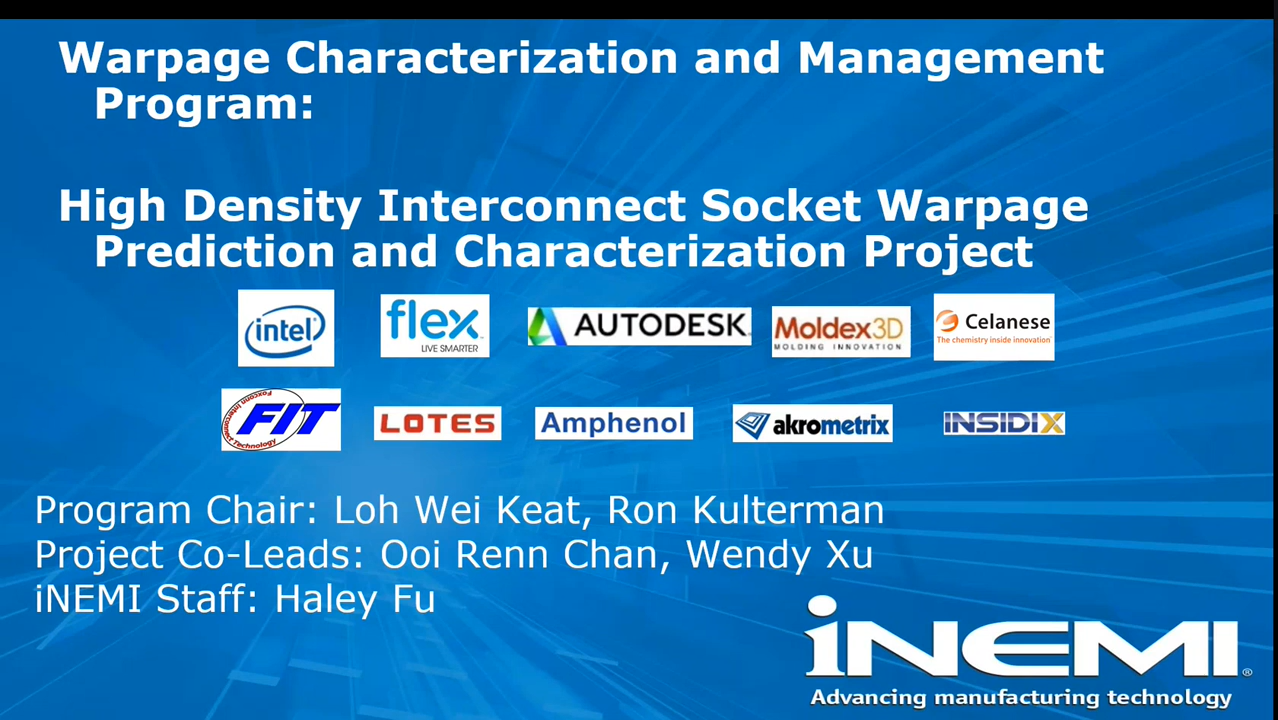 Warpage Characterization and Management
Program:
High Density Interconnect Socket Warpage
Prediction and Characterization Project
intel
flex
LIVE SMARTER
AUTODESK
Moldex3D
MOLDING INNOVATION
Celanese
The chemistry inside innovation
FIT
Foxconn Interconnect Technology
LOTES
Amphenol
akrometrix
INSIDIX
Program Chair: Loh Wei Keat, Ron Kulterman
Project Co-Leads: Ooi Renn Chan, Wendy Xu
iNEMI Staff: Haley Fu
iNEMI®
Advancing manufacturing technology